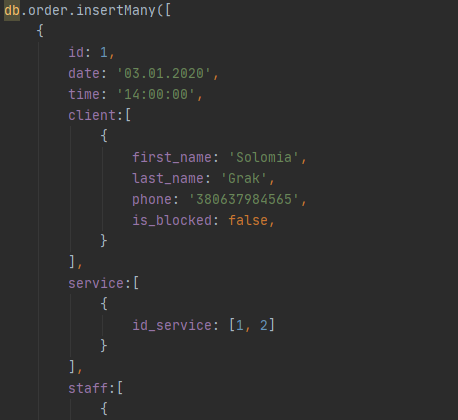 db.order.insertMany([
{
id: 1,
date: '03.01.2020',
time: '14:00:00',
client:[
{
first_name: 'Solomia',
last_name: 'Grak',
phone: '380637984565',
is_blocked: false,
}
],
service:[
{
id_service: [1, 2]
}
],
staff:[
{